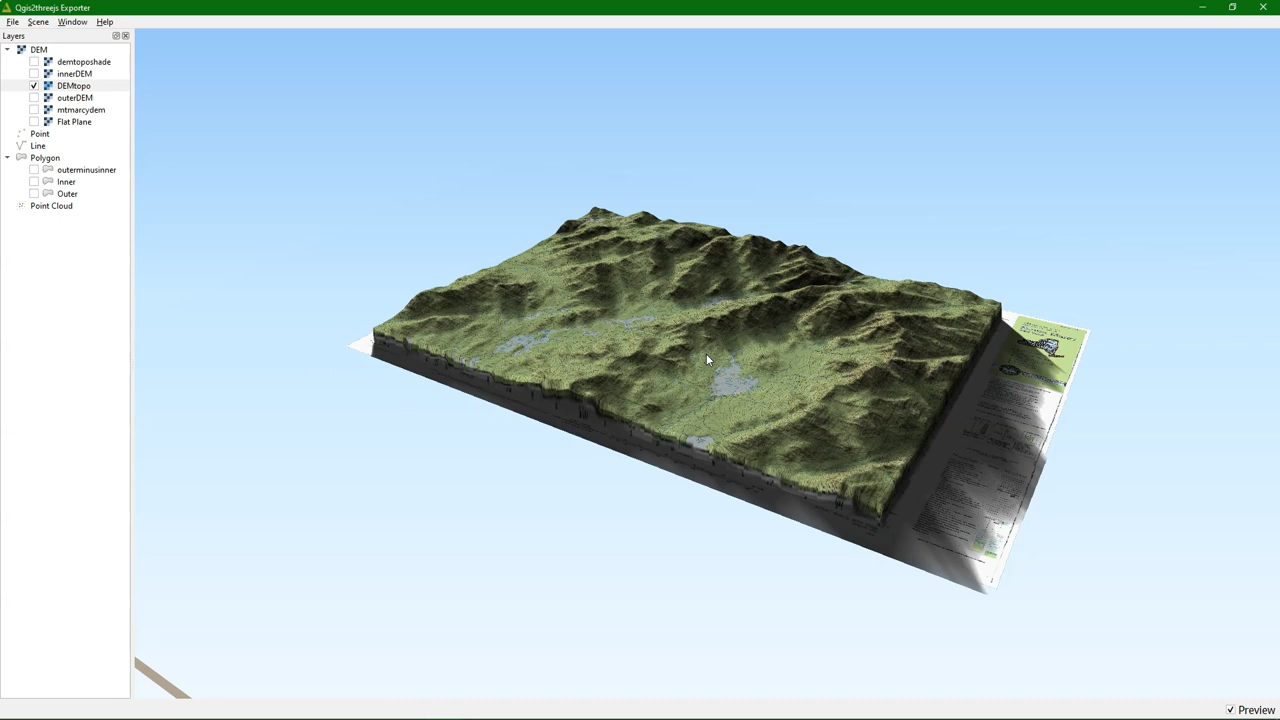 Qgis2threejs Exporter
File Scene Window Help
Layers
DEM
demtoposhade
innerDEM
DEMtopo
outerDEM
mtmarcydem
Flat Plane
Point
Line
Polygon
outerminusinner
Inner
Outer
Point Cloud
Preview